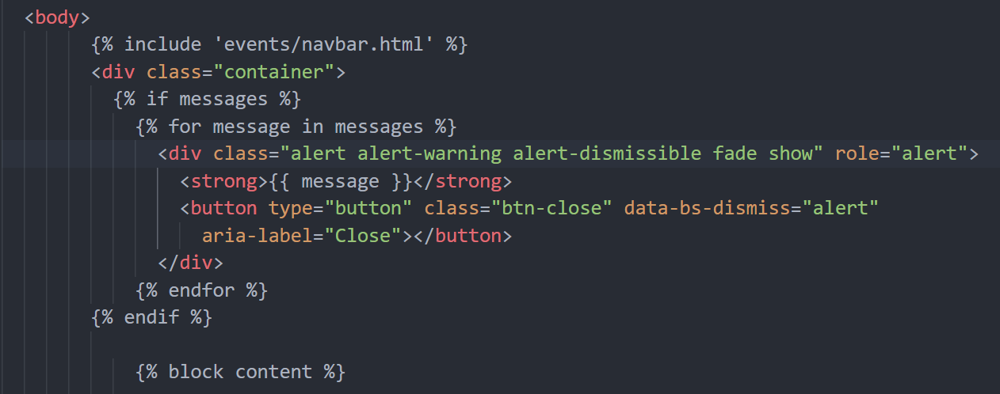 <body>
{% include 'events/navbar.html' %}
<div class="container">
{% if messages %}
{% for message in messages %}
<div class="alert alert-warning alert-dismissible fade show" role="alert">
<strong>{{ message }}</strong>
<button type="button" class="btn-close" data-bs-dismiss="alert"
aria-label="Close"></button>
</div>
{% endfor %}
{% endif %}
{% block content %}